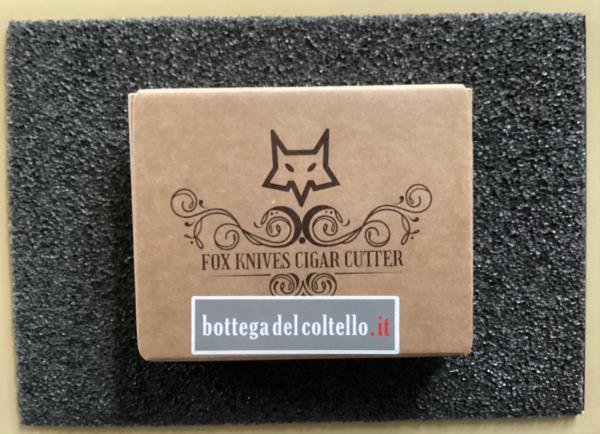 FOX KNIVES CIGAR CUTTER
bottega del coltello.it